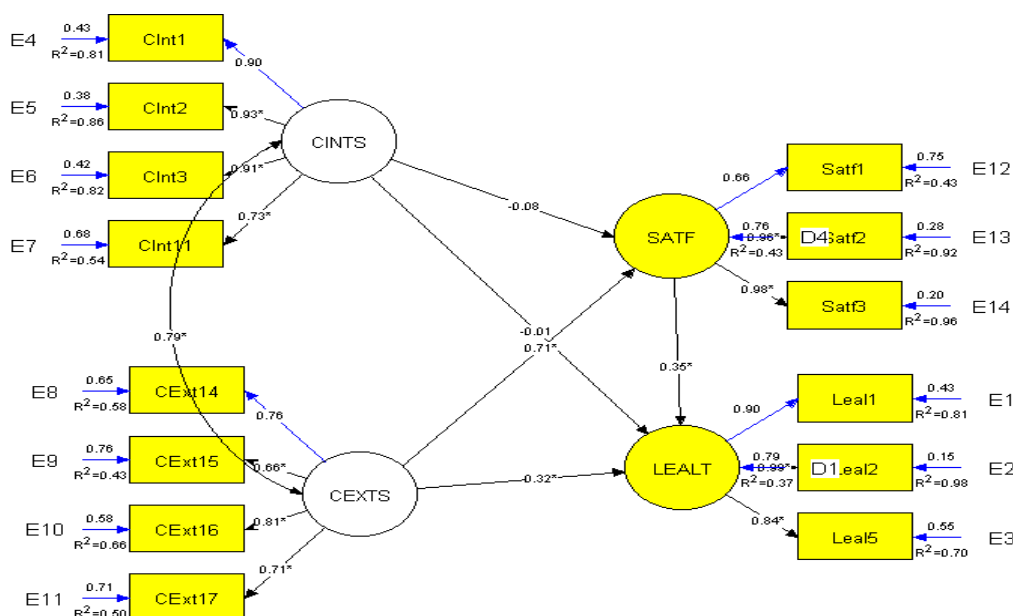 E4
0.43
R²=0.81
CInt1
0.90
E5
0.38
R²=0.86
CInt2
0.93*
E6
0.42
R²=0.82
CInt3
0.91*
E7
0.68
R²=0.54
CInt11
0.73*
CINTS
0.79*
-0.08
-0.01
0.71*
E8
0.65
R²=0.58
CExt14
0.76
E9
0.76
R²=0.43
CExt15
0.66*
E10
0.58
R²=0.66
CExt16
0.81*
E11
0.71
R²=0.50
CExt17
0.71*
CEXTS
0.32*
SATF
0.35*
0.66
Satf1
0.75
R²=0.43
E12
0.76
0.96*
R²=0.43
D4
Satf2
0.28
R²=0.92
E13
0.98*
Satf3
0.20
R²=0.96
E14
LEALT
0.90
Leal1
0.43
R²=0.81
E1
0.79
0.99*
R²=0.37
D1
Leal2
0.15
R²=0.98
E2
0.84*
Leal5
0.55
R²=0.70
E3